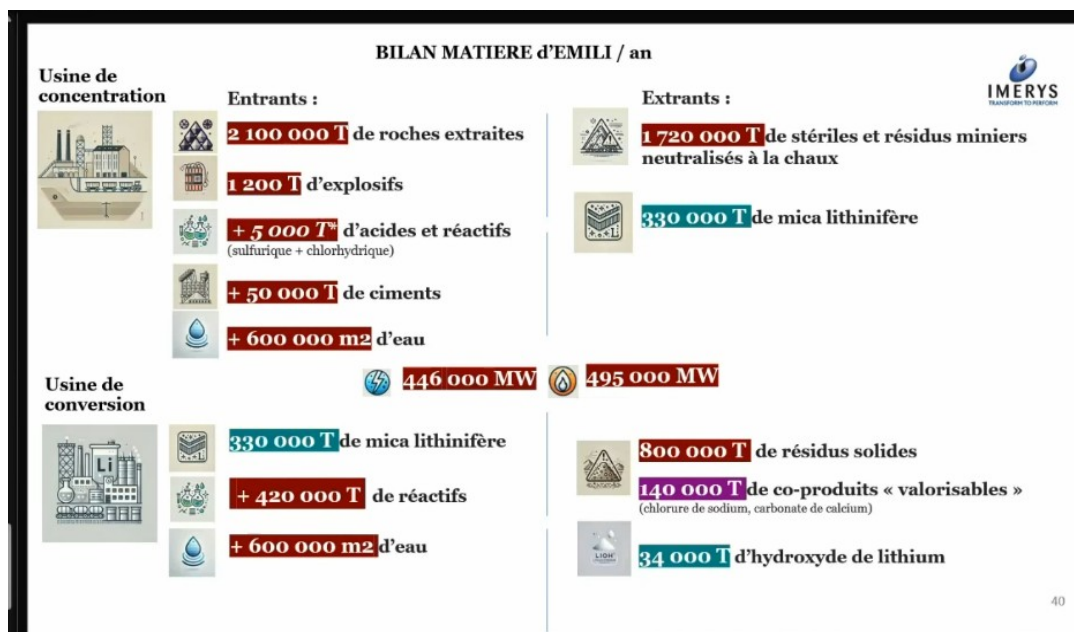 BILAN MATIERE d'EMILI / an
IMERYS
TRANSFORM TO PERFORM
Usine de
concentration
Entrants :
2 100 000 T de roches extraites
1 200 T d'explosifs
+ 5 000 T* d'acides et réactifs
(sulfurique + chlorhydrique)
+ 50 000 T de ciments
+ 600 000 m2 d'eau
Extrants :
1 720 000 T de stériles et résidus miniers
neutralisés à la chaux
330 000 T de mica lithinifère
446 000 MW
495 000 MW
Usine de
conversion
Li
330 000 T de mica lithinifère
+ 420 000 T de réactifs
+ 600 000 m2 d'eau
800 000 T de résidus solides
140 000 T de co-produits « valorisables »
(chlorure de sodium, carbonate de calcium)
34 000 T d'hydroxyde de lithium
40